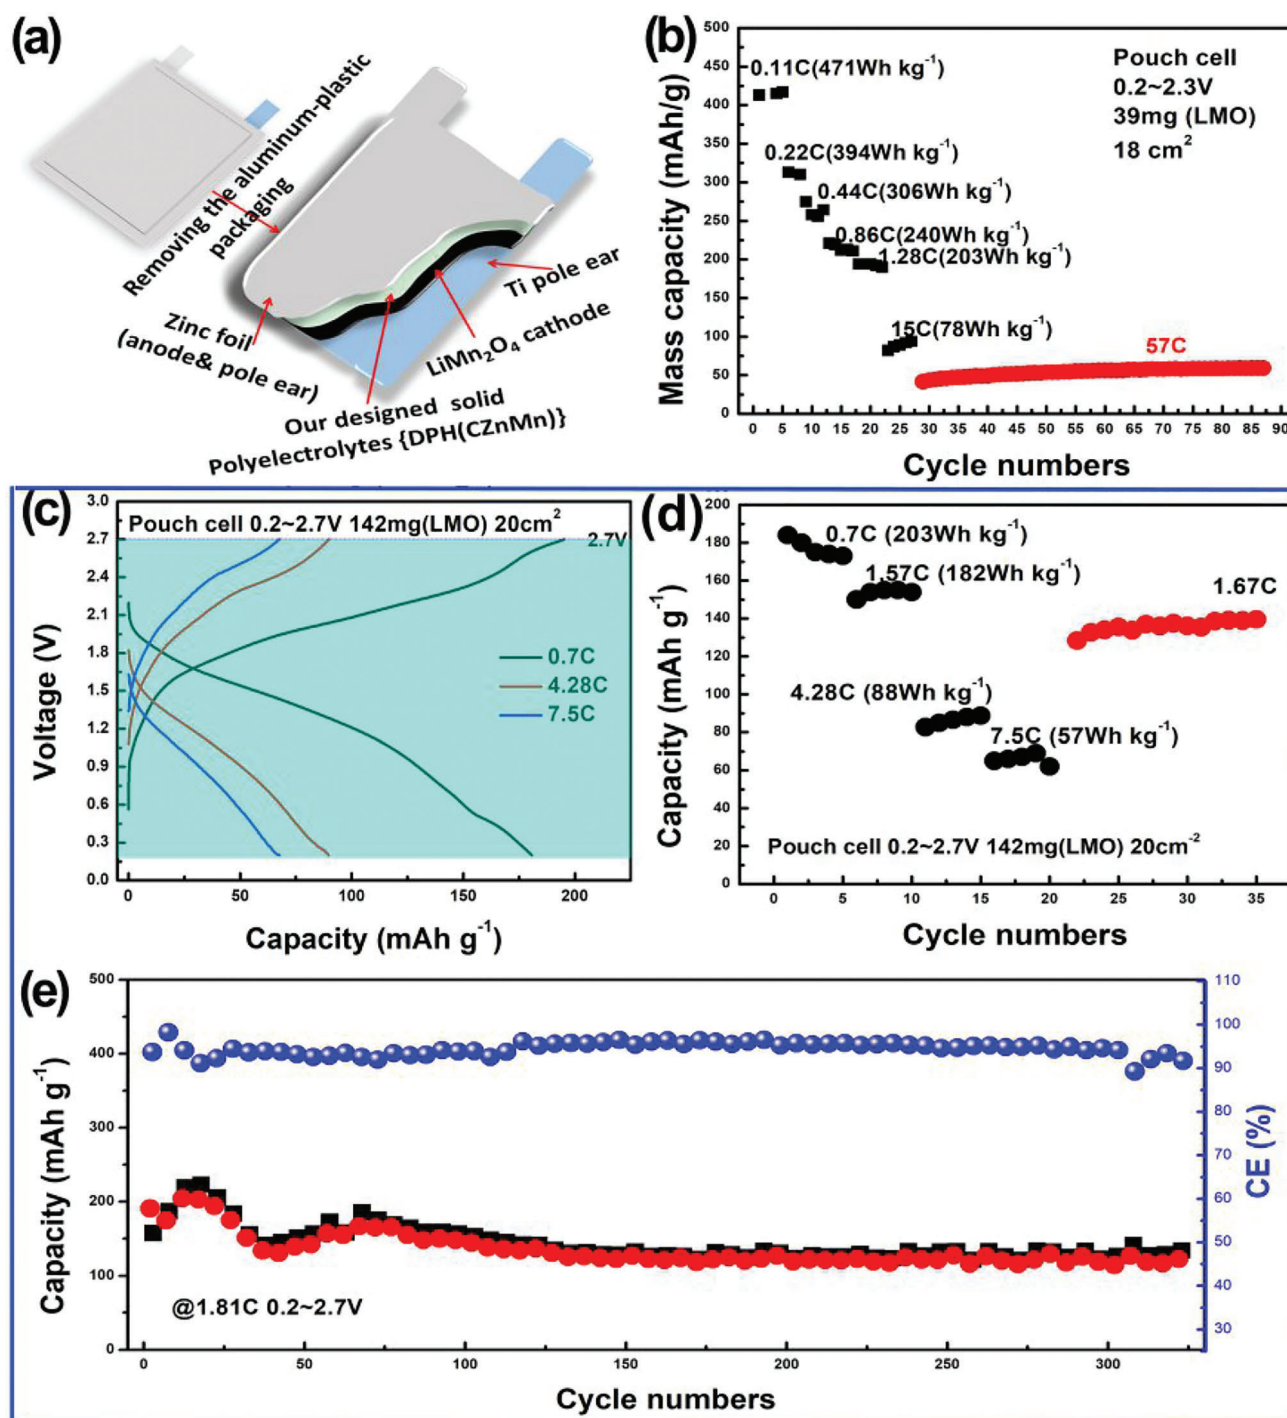 (a)
Removing the aluminum-plastic
packaging
Zinc foil
(anode& pole ear)
Ti pole ear
LiMn₂O₄ cathode
Our designed solid
Polyelectrolytes {DPH(CZnMn)}
(b)
Mass capacity (mAh/g)
500
450
400
350
300
250
200
150
100
50
0
0.11C(471Wh kg⁻¹)
0.22C(394Wh kg⁻¹)
0.44C(306Wh kg⁻¹)
0.86C(240Wh kg⁻¹)
1.28C(203Wh kg⁻¹)
15C(78Wh kg⁻¹)
57C
Pouch cell
0.2~2.3V
39mg (LMO)
18 cm²
0 5 10 15 20 25 30 35 40 45 50 55 60 65 70 75 80 85 90
Cycle numbers
(c)
Voltage (V)
3.0
2.7
2.4
2.1
1.8
1.5
1.2
0.9
0.6
0.3
0.0
Pouch cell 0.2~2.7V 142mg(LMO) 20cm²
2.7V
0.7C
4.28C
7.5C
0 50 100 150 200
Capacity (mAh g⁻¹)
(d)
Capacity (mAh g⁻¹)
200
180
160
140
120
100
80
60
40
20
0
0.7C (203Wh kg⁻¹)
1.57C (182Wh kg⁻¹)
1.67C
4.28C (88Wh kg⁻¹)
7.5C (57Wh kg⁻¹)
Pouch cell 0.2~2.7V 142mg(LMO) 20cm⁻²
0 5 10 15 20 25 30 35
Cycle numbers
(e)
Capacity (mAh g⁻¹)
500
400
300
200
100
0
@1.81C 0.2~2.7V
110
100
90
80
70
60
50
40
30
CE (%)
0 50 100 150 200 250 300
Cycle numbers